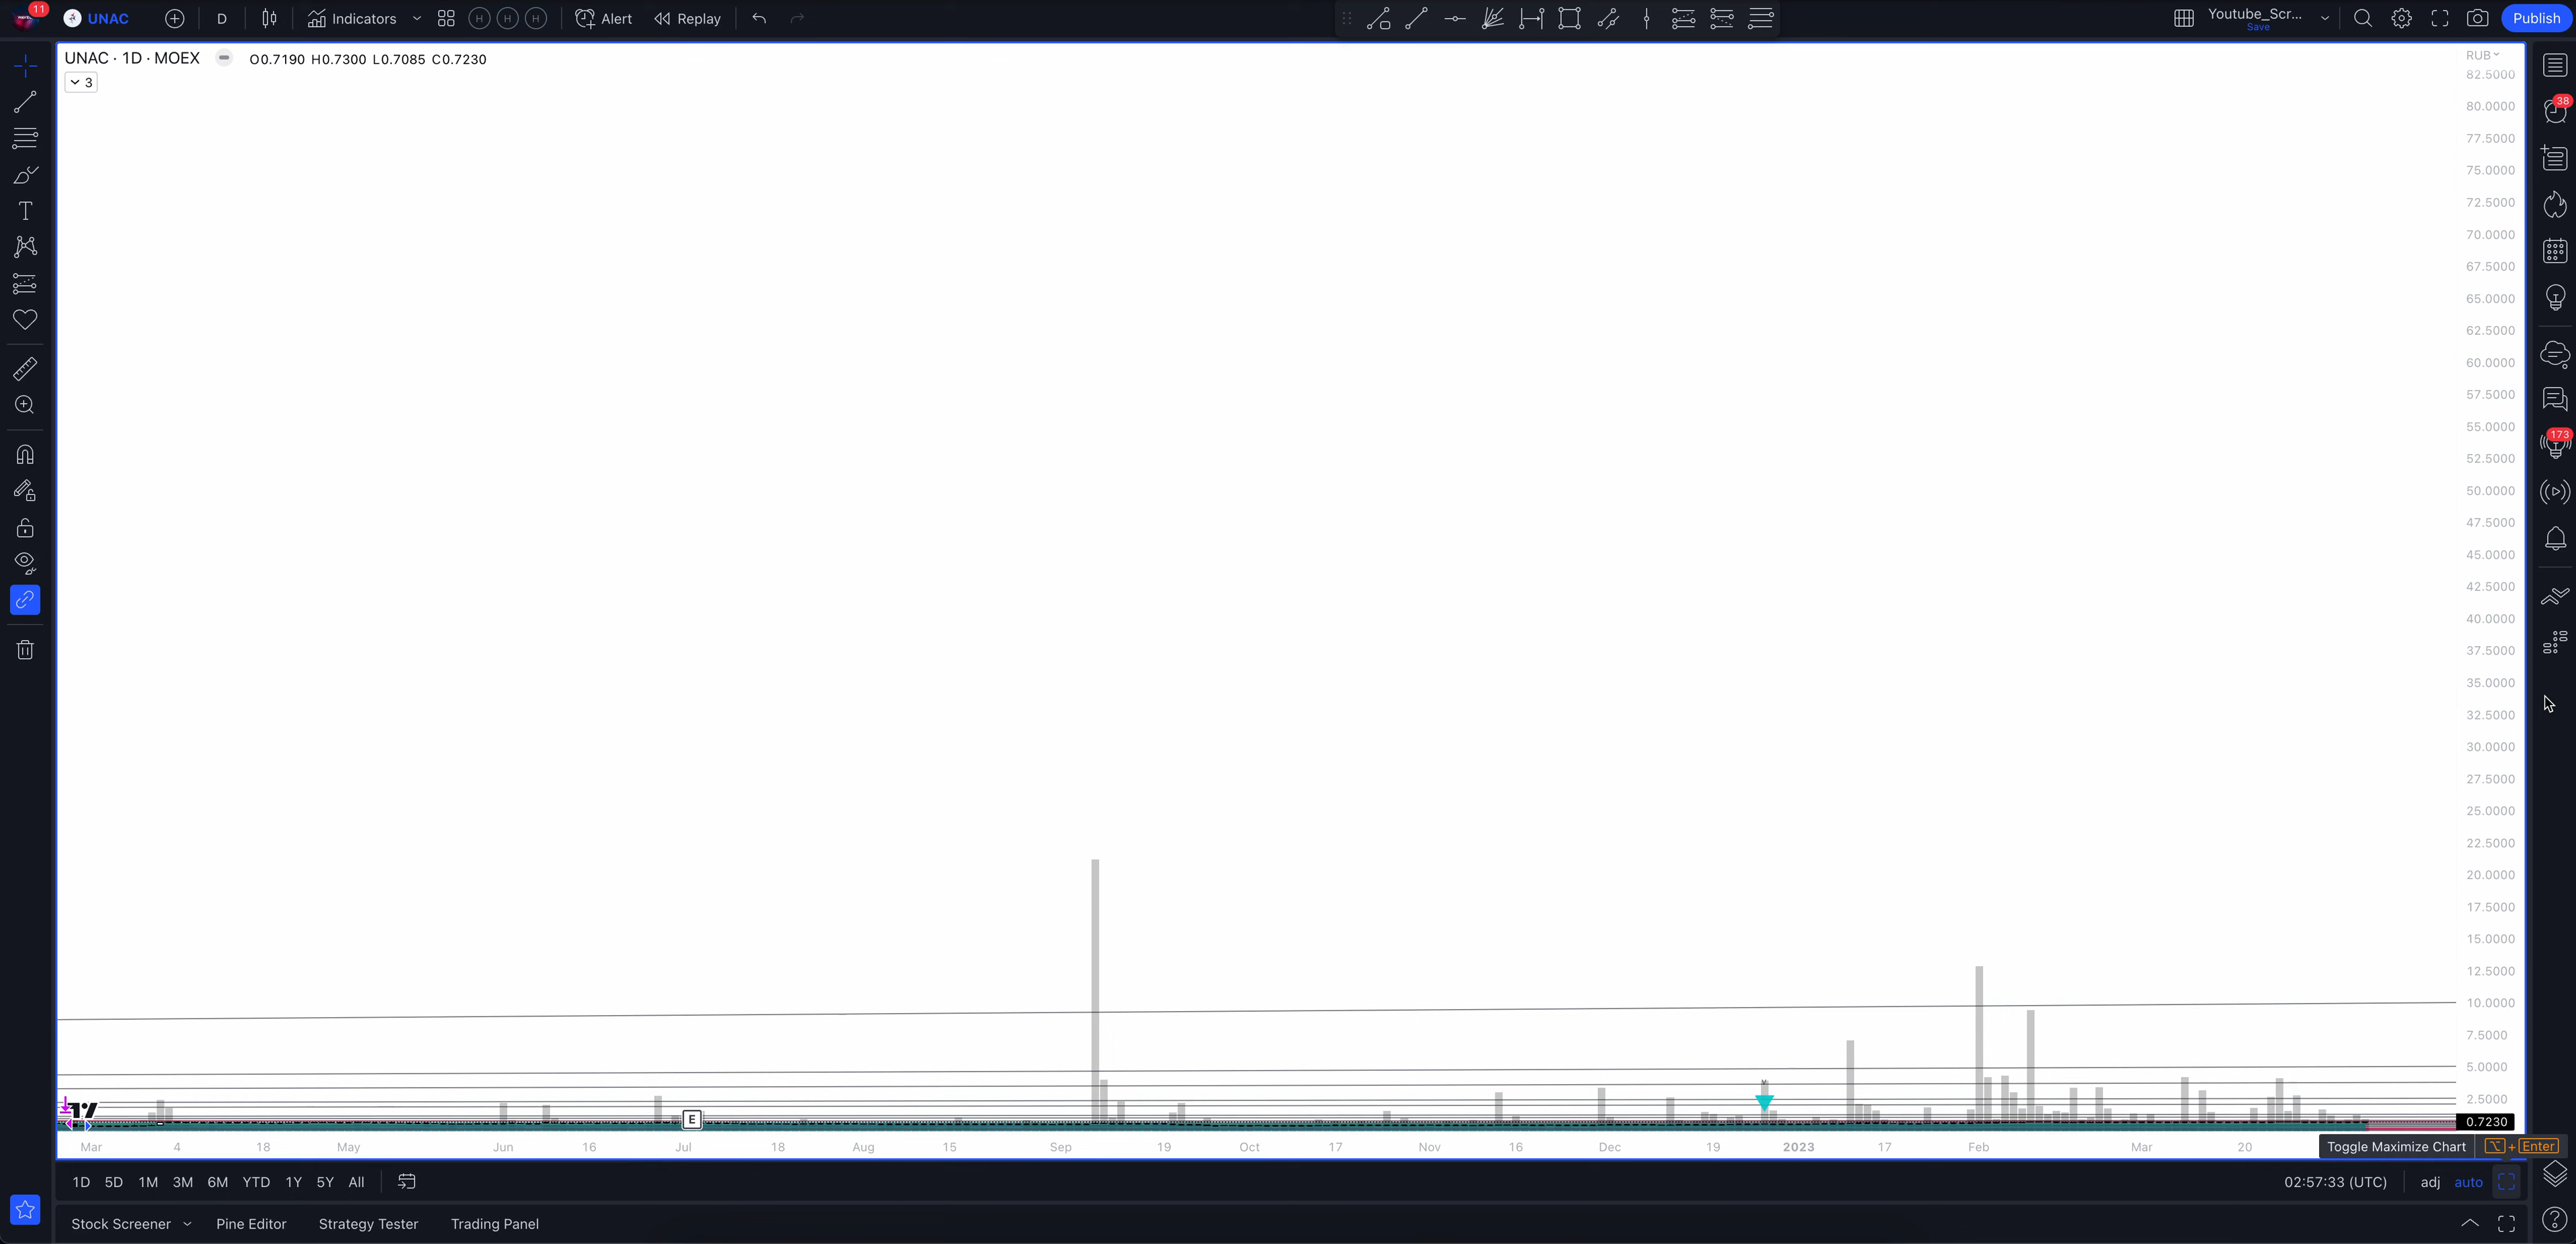 11
UNAC
D
Indicators
H
H
H
Alert
Replay
Youtube_Scr...
Save
Publish
UNAC · 1D · MOEX
O0.7190 H0.7300 L0.7085 C0.7230
3
RUB
82.5000
80.0000
77.5000
75.0000
72.5000
70.0000
67.5000
65.0000
62.5000
60.0000
57.5000
55.0000
52.5000
50.0000
47.5000
45.0000
42.5000
40.0000
37.5000
35.0000
32.5000
30.0000
27.5000
25.0000
22.5000
20.0000
17.5000
15.0000
12.5000
10.0000
7.5000
5.0000
2.5000
0.7230
38
173
E
Mar 4 18 May Jun 16 Jul 18 Aug 15 Sep 19 Oct 17 Nov 16 Dec 19 2023 17 Feb Mar 20
Toggle Maximize Chart ⌥ + Enter
1D 5D 1M 3M 6M YTD 1Y 5Y All
02:57:33 (UTC) adj auto
Stock Screener Pine Editor Strategy Tester Trading Panel